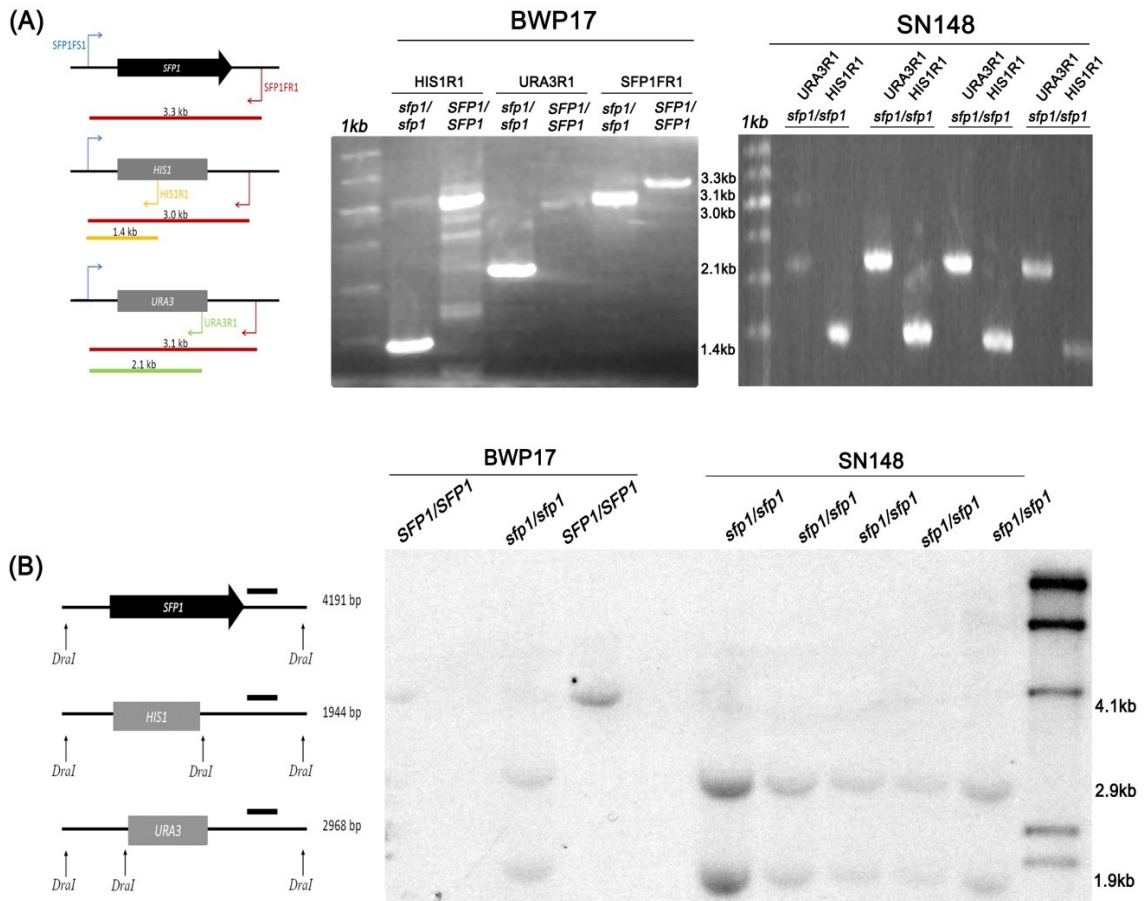 (A)
SFP1FS1
SFP1
SFP1FR1
3.3 kb
HIS1
HIS1R1
3.0 kb
1.4 kb
URA3
URA3R1
3.1 kb
2.1 kb
BWP17
HIS1R1 URA3R1 SFP1FR1
1kb sfp1/ SFP1/ sfp1/ SFP1/ sfp1/ SFP1/
sfp1 SFP1 sfp1 SFP1 sfp1 SFP1
3.3kb
3.1kb
3.0kb
2.1kb
1.4kb
SN148
URA3R1 HIS1R1 URA3R1 HIS1R1 URA3R1 HIS1R1 URA3R1 HIS1R1
1kb sfp1/sfp1 sfp1/sfp1 sfp1/sfp1 sfp1/sfp1
(B)
SFP1
4191 bp
DraI DraI
HIS1
1944 bp
DraI DraI DraI
URA3
2968 bp
DraI DraI DraI
BWP17
SFP1/SFP1 sfp1/sfp1 SFP1/SFP1
SN148
sfp1/sfp1 sfp1/sfp1 sfp1/sfp1 sfp1/sfp1 sfp1/sfp1
4.1kb
2.9kb
1.9kb